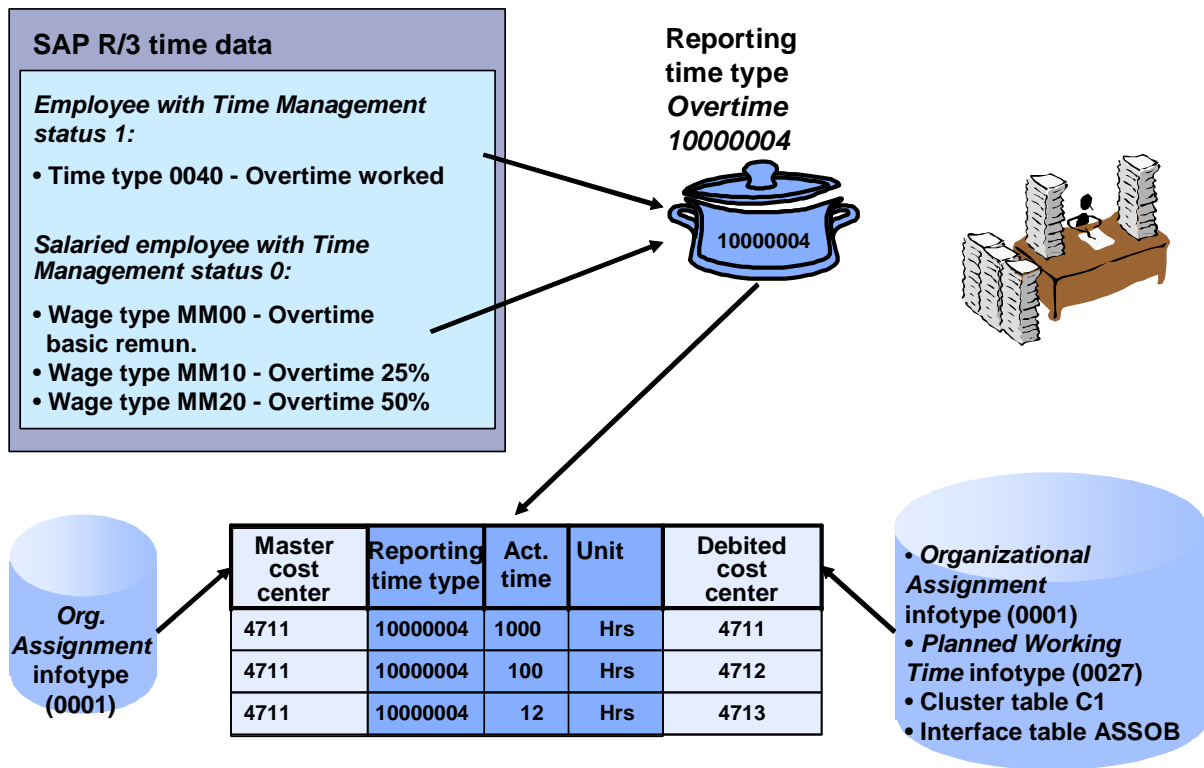 SAP R/3 time data
Employee with Time Management
status 1:
• Time type 0040 - Overtime worked
Salaried employee with Time
Management status 0:
• Wage type MM00 - Overtime
basic remun.
• Wage type MM10 - Overtime 25%
• Wage type MM20 - Overtime 50%
Reporting
time type
Overtime
10000004
10000004
Org.
Assignment
infotype
(0001)
Master
cost
center
Reporting
time type
Act.
time
Unit
Debited
cost
center
4711 10000004 1000 Hrs 4711
4711 10000004 100 Hrs 4712
4711 10000004 12 Hrs 4713
• Organizational
Assignment
infotype (0001)
• Planned Working
Time infotype (0027)
• Cluster table C1
• Interface table ASSOB